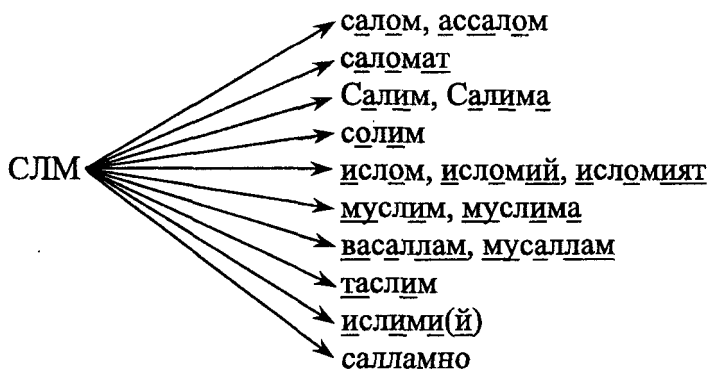 салом, ассалом
саломат
Салим, Салима
солим
СЛМ
ислом, исломий, исломият
муслим, муслима
васаллам, мусаллам
таслим
ислими(й)
салламно